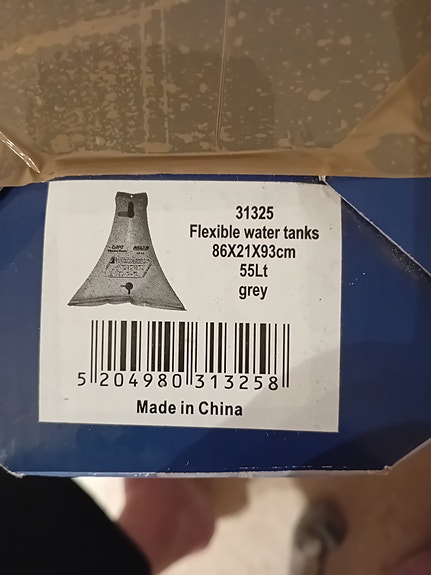 31325
Flexible water tanks
86X21X93cm
55Lt
grey
5 204980 313258
Made in China